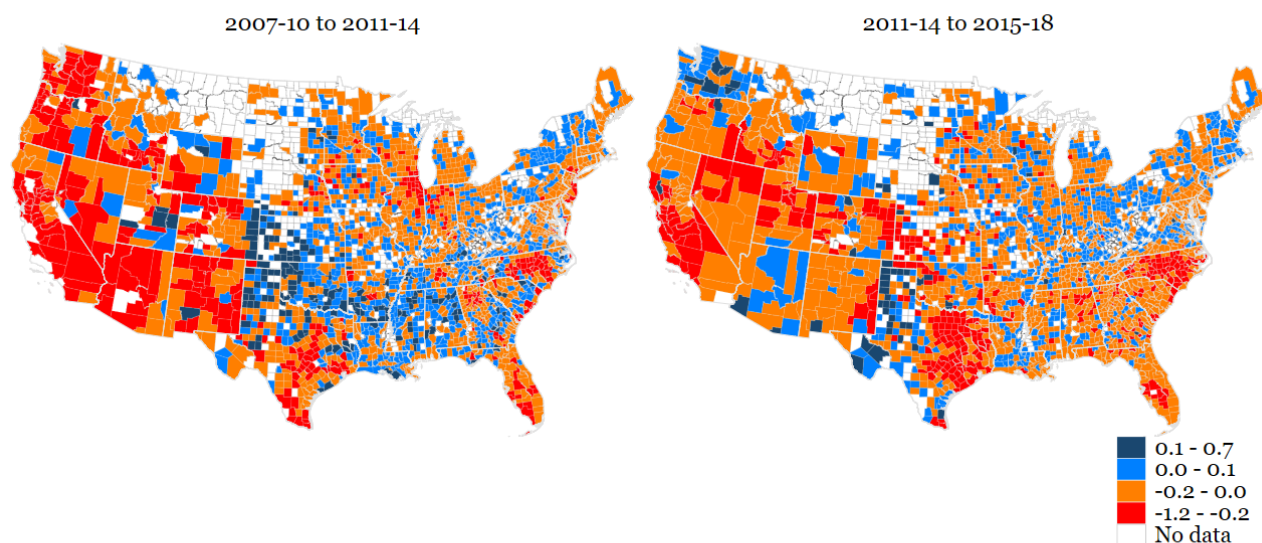 2007-10 to 2011-14
2011-14 to 2015-18
0.1 - 0.7
0.0 - 0.1
-0.2 - 0.0
-1.2 - -0.2
No data